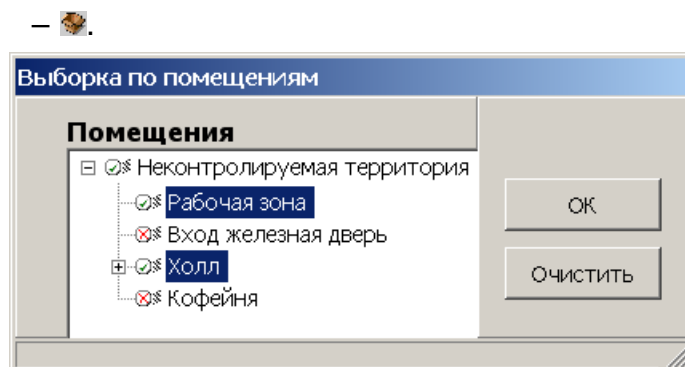 – .
Выборка по помещениям
Помещения
Неконтролируемая территория
Рабочая зона
ОК
Вход железная дверь
Холл
Очистить
Кофейня